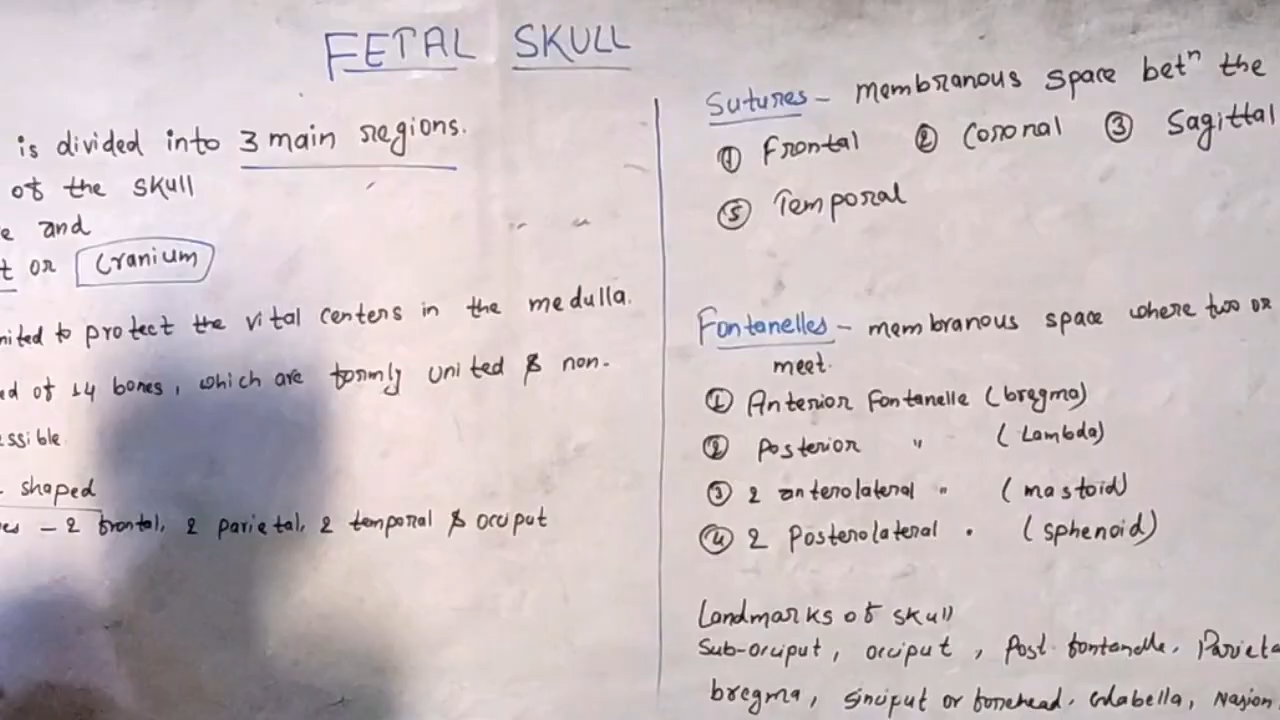 FETAL SKULL
is divided into 3 main regions.
of the skull
e and
t or Cranium
nited to protect the vital centers in the medulla.
ed of 14 bones, which are formly united & non-
essible
shaped
es - 2 frontal, 2 parietal, 2 temporal & occiput
Sutures - membranous space betⁿ the
① Frontal ② Coronal ③ Sagittal
⑤ Temporal
Fontanelles - membranous space where two or
meet.
① Anterior Fontanelle (bregma)
② Posterior " (Lambda)
③ 2 anterolateral " (mastoid)
④ 2 Posterolateral . (sphenoid)
Landmarks of skull
Sub-occiput, occiput, Post. fontanelle, Parieta
bregma, sinciput or forehead, Glabella, Nasion